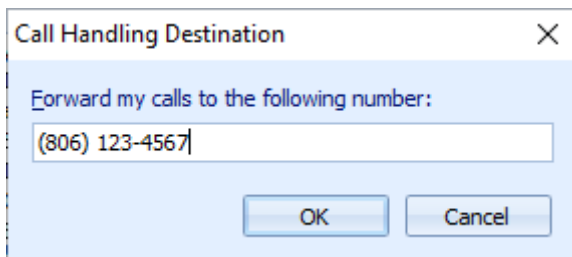 Call Handling Destination
Forward my calls to the following number:
(806) 123-4567
OK Cancel